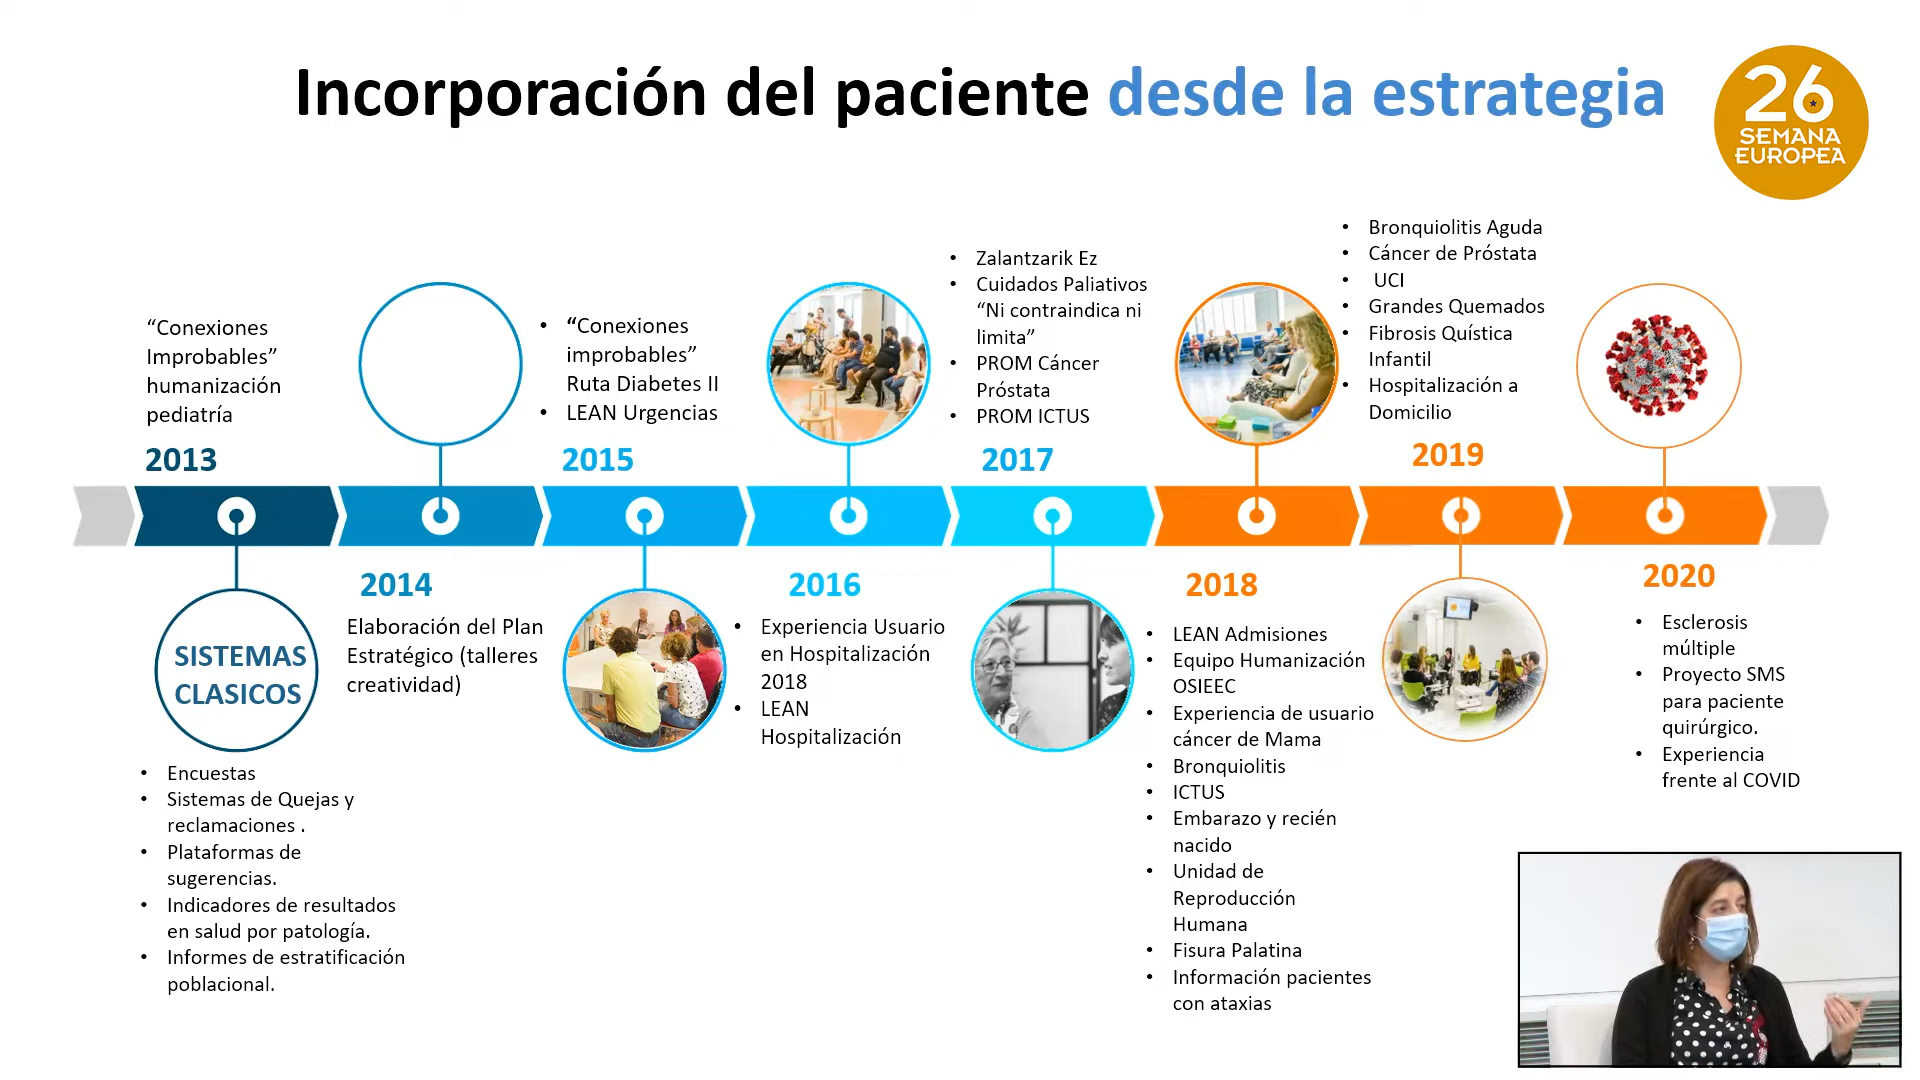 Incorporación del paciente desde la estrategia
26
SEMANA
EUROPEA
“Conexiones
Improbables”
humanización
pediatría
2013
SISTEMAS
CLASICOS
• Encuestas
• Sistemas de Quejas y
reclamaciones .
• Plataformas de
sugerencias.
• Indicadores de resultados
en salud por patología.
• Informes de estratificación
poblacional.
2014
Elaboración del Plan
Estratégico (talleres
creatividad)
• “Conexiones
improbables”
Ruta Diabetes II
• LEAN Urgencias
2015
2016
• Experiencia Usuario
en Hospitalización
2018
• LEAN
Hospitalización
• Zalantzarik Ez
• Cuidados Paliativos
“Ni contraindica ni
limita”
• PROM Cáncer
Próstata
• PROM ICTUS
2017
2018
• LEAN Admisiones
• Equipo Humanización
OSIEEC
• Experiencia de usuario
cáncer de Mama
• Bronquiolitis
• ICTUS
• Embarazo y recién
nacido
• Unidad de
Reproducción
Humana
• Fisura Palatina
• Información pacientes
con ataxias
• Bronquiolitis Aguda
• Cáncer de Próstata
• UCI
• Grandes Quemados
• Fibrosis Quística
Infantil
• Hospitalización a
Domicilio
2019
2020
• Esclerosis
múltiple
• Proyecto SMS
para paciente
quirúrgico.
• Experiencia
frente al COVID